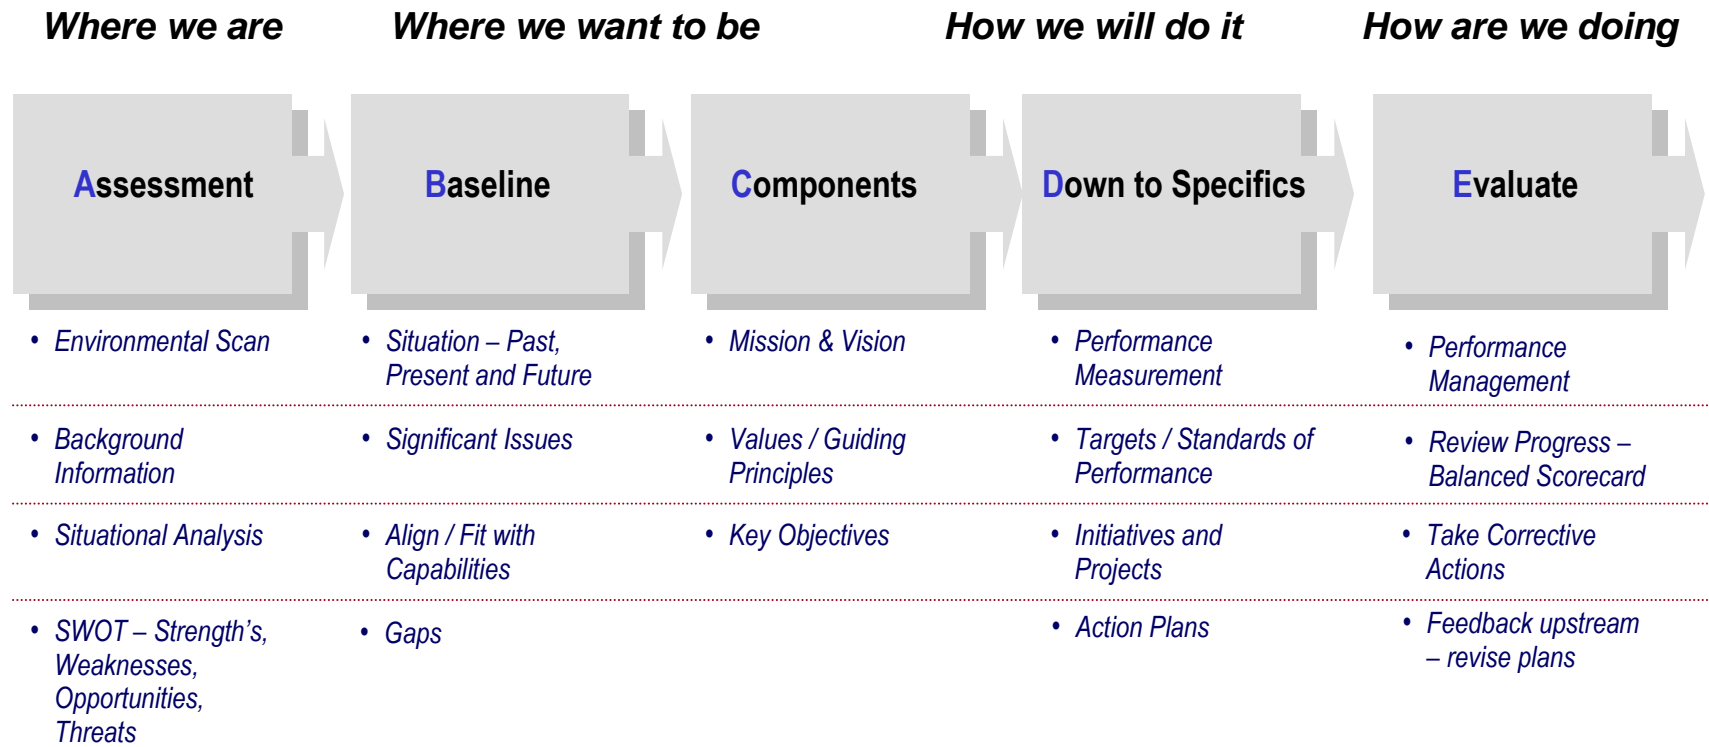 Where we are
Where we want to be
How we will do it
How are we doing
Assessment
Baseline
Components
Down to Specifics
Evaluate
• Environmental Scan
• Situation – Past,
Present and Future
• Mission & Vision
• Performance
Measurement
• Performance
Management
• Background
Information
• Significant Issues
• Values / Guiding
Principles
• Targets / Standards of
Performance
• Review Progress –
Balanced Scorecard
• Situational Analysis
• Align / Fit with
Capabilities
• Key Objectives
• Initiatives and
Projects
• Take Corrective
Actions
• SWOT – Strength's,
Weaknesses,
Opportunities,
Threats
• Gaps
• Action Plans
• Feedback upstream
– revise plans